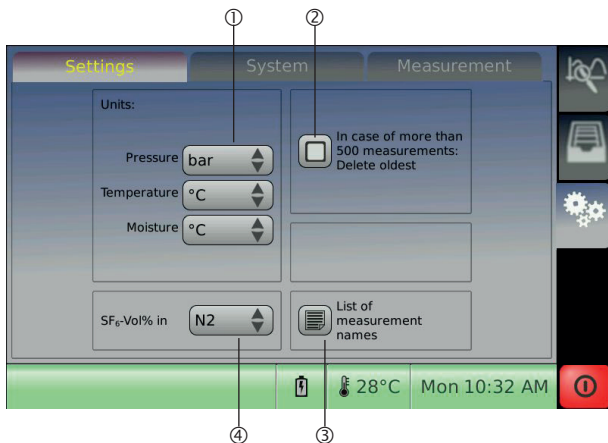 ① ②
Settings System Measurement
Units:
Pressure bar
Temperature °C
Moisture °C
In case of more than
500 measurements:
Delete oldest
SF₆-Vol% in N2
List of
measurement
names
28°C Mon 10:32 AM
④ ③